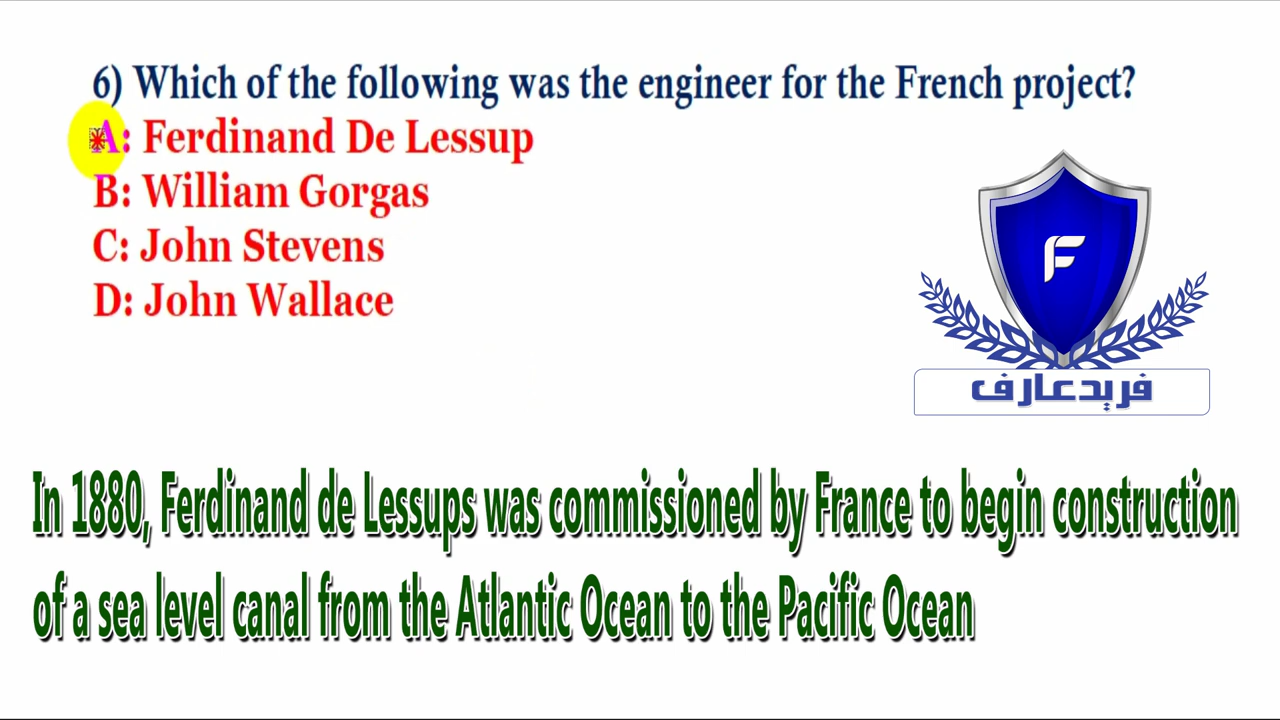 6) Which of the following was the engineer for the French project?
A: Ferdinand De Lessup
B: William Gorgas
C: John Stevens
D: John Wallace
F
فریدعارف
In 1880, Ferdinand de Lessups was commissioned by France to begin construction
of a sea level canal from the Atlantic Ocean to the Pacific Ocean